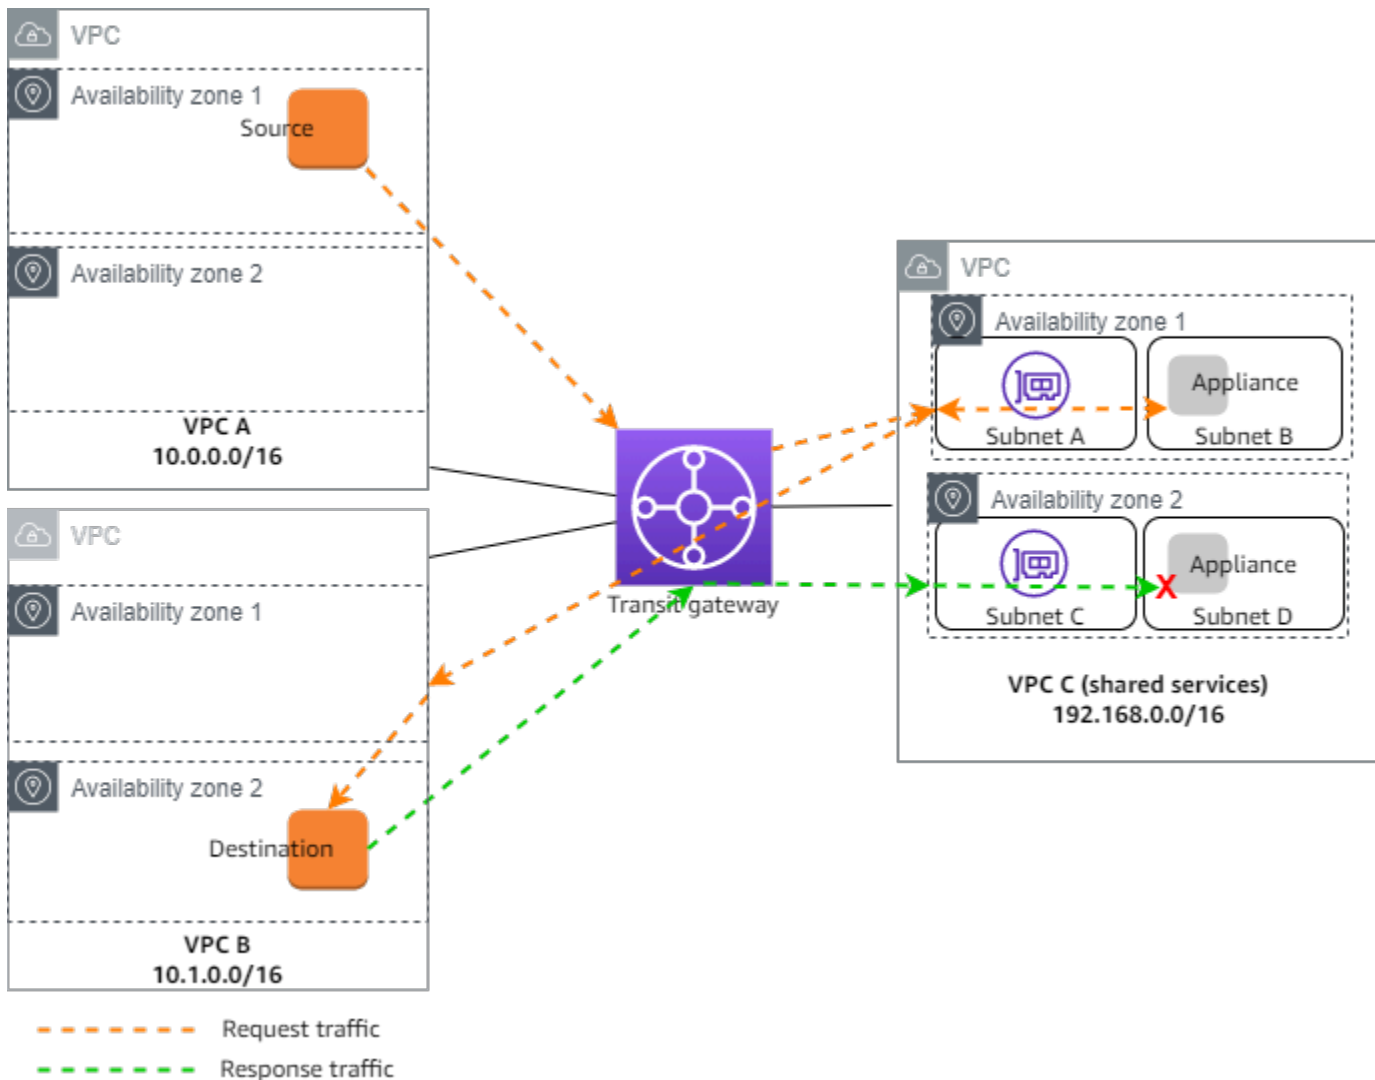 VPC
Availability zone 1
Source
Availability zone 2
VPC A
10.0.0.0/16
VPC
Availability zone 1
Availability zone 2
Destination
VPC B
10.1.0.0/16
Transit gateway
VPC
Availability zone 1
Appliance
Subnet A
Subnet B
Availability zone 2
Appliance
X
Subnet C
Subnet D
VPC C (shared services)
192.168.0.0/16
Request traffic
Response traffic